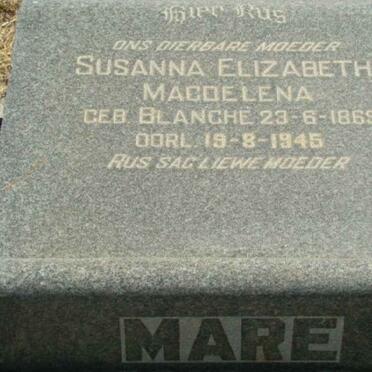 Hier Rus
ONS DIERBARE MOEDER
SUSANNA ELIZABETH
MAGDELENA
GEB. BLANCHE 23-6-1869
OORL. 19-8-1945
RUS SAG LIEWE MOEDER
MARE